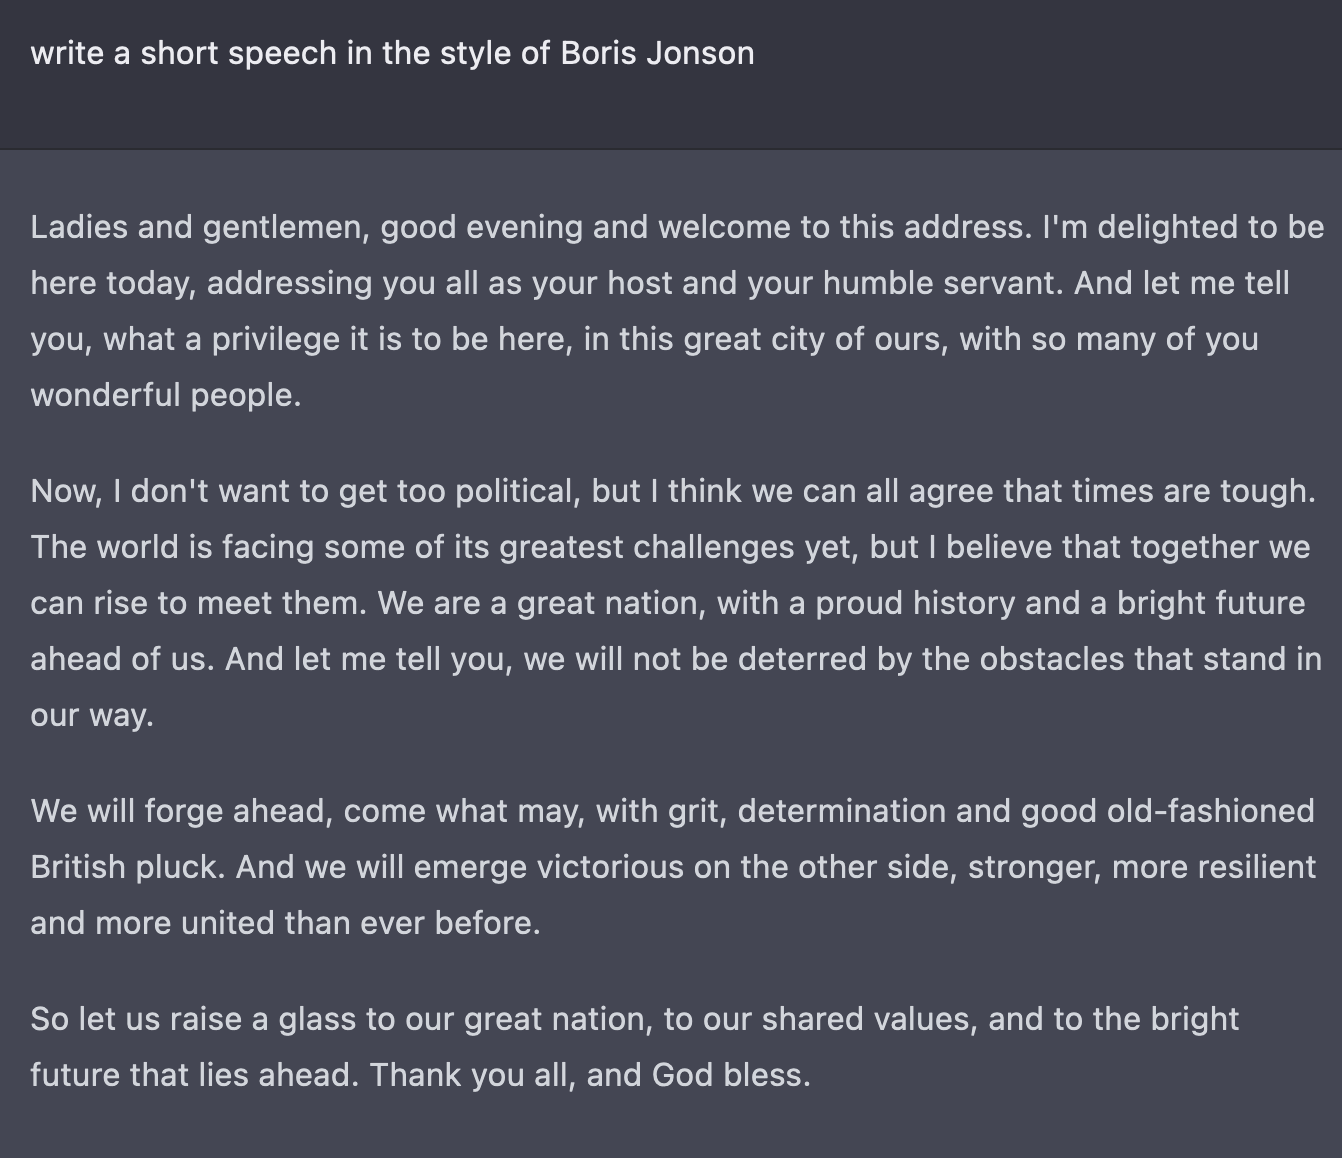 write a short speech in the style of Boris Jonson
Ladies and gentlemen, good evening and welcome to this address. I'm delighted to be
here today, addressing you all as your host and your humble servant. And let me tell
you, what a privilege it is to be here, in this great city of ours, with so many of you
wonderful people.
Now, I don't want to get too political, but I think we can all agree that times are tough.
The world is facing some of its greatest challenges yet, but I believe that together we
can rise to meet them. We are a great nation, with a proud history and a bright future
ahead of us. And let me tell you, we will not be deterred by the obstacles that stand in
our way.
We will forge ahead, come what may, with grit, determination and good old-fashioned
British pluck. And we will emerge victorious on the other side, stronger, more resilient
and more united than ever before.
So let us raise a glass to our great nation, to our shared values, and to the bright
future that lies ahead. Thank you all, and God bless.